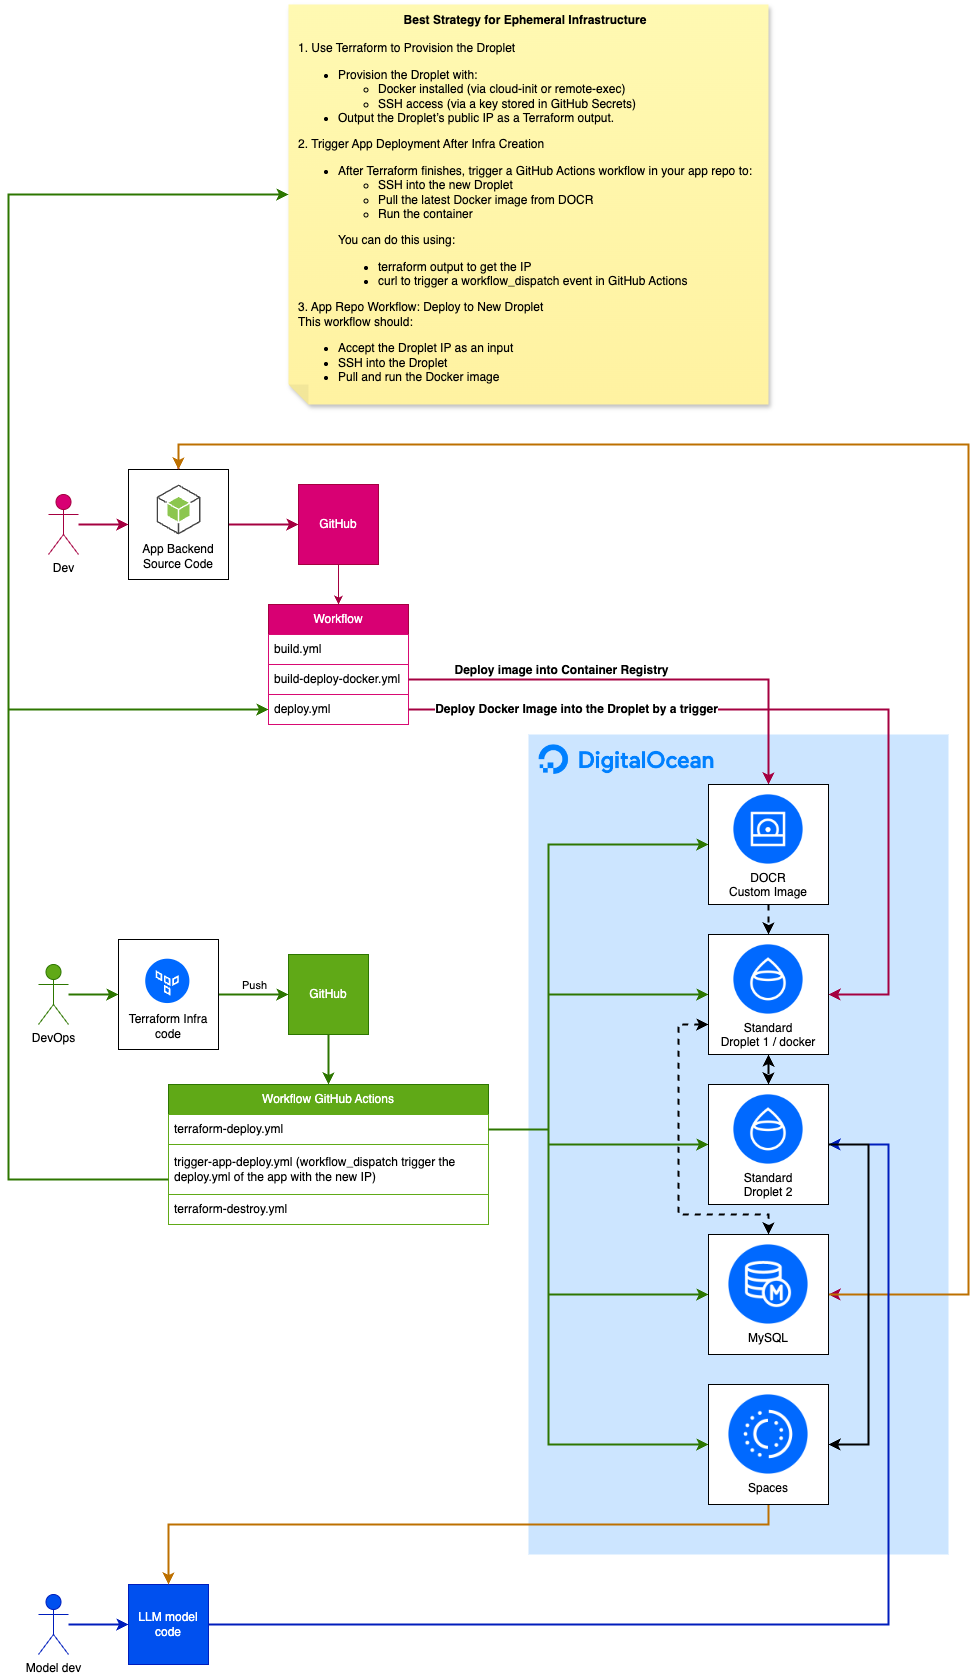 Best Strategy for Ephemeral Infrastructure
1. Use Terraform to Provision the Droplet
Provision the Droplet with:
Docker installed (via cloud-init or remote-exec)
SSH access (via a key stored in GitHub Secrets)
Output the Droplet's public IP as a Terraform output.
2. Trigger App Deployment After Infra Creation
After Terraform finishes, trigger a GitHub Actions workflow in your app repo to:
SSH into the new Droplet
Pull the latest Docker image from DOCR
Run the container
You can do this using:
terraform output to get the IP
curl to trigger a workflow_dispatch event in GitHub Actions
3. App Repo Workflow: Deploy to New Droplet
This workflow should:
Accept the Droplet IP as an input
SSH into the Droplet
Pull and run the Docker image
Dev
App Backend
Source Code
GitHub
Workflow
build.yml
build-deploy-docker.yml
deploy.yml
Deploy image into Container Registry
Deploy Docker Image into the Droplet by a trigger
DigitalOcean
DOCR
Custom Image
Standard
Droplet 1 / docker
Standard
Droplet 2
M
MySQL
Spaces
DevOps
Terraform Infra
code
Push
GitHub
Workflow GitHub Actions
terraform-deploy.yml
trigger-app-deploy.yml (workflow_dispatch trigger the
deploy.yml of the app with the new IP)
terraform-destroy.yml
Model dev
LLM model
code